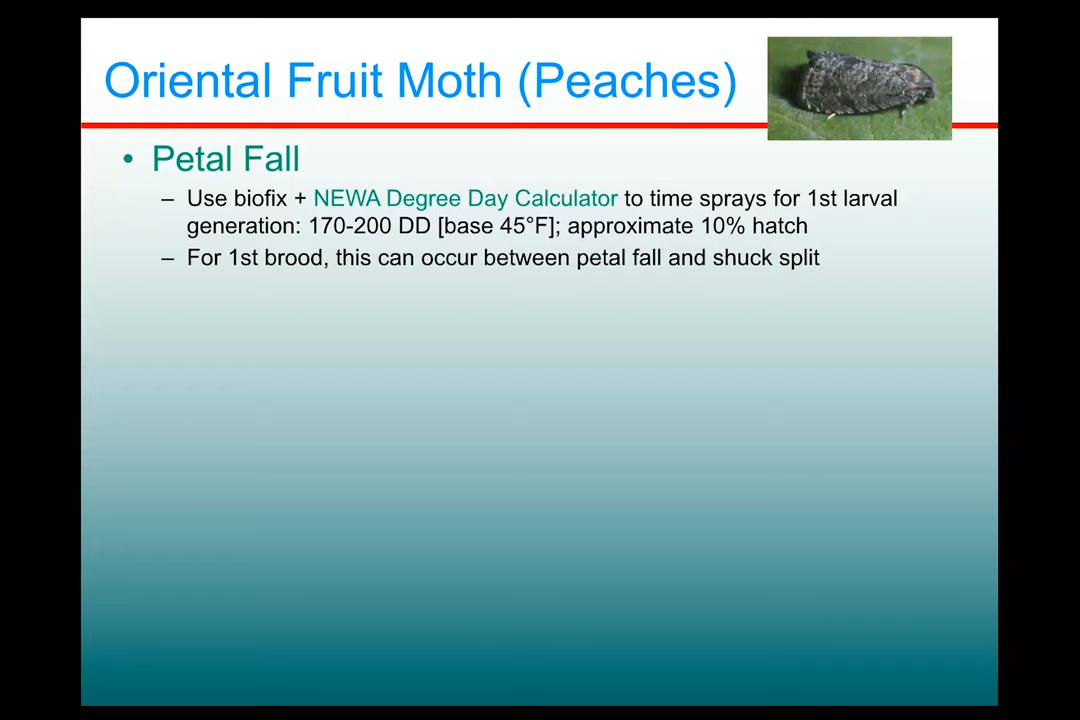 Oriental Fruit Moth (Peaches)
• Petal Fall
– Use biofix + NEWA Degree Day Calculator to time sprays for 1st larval
generation: 170-200 DD [base 45°F]; approximate 10% hatch
– For 1st brood, this can occur between petal fall and shuck split